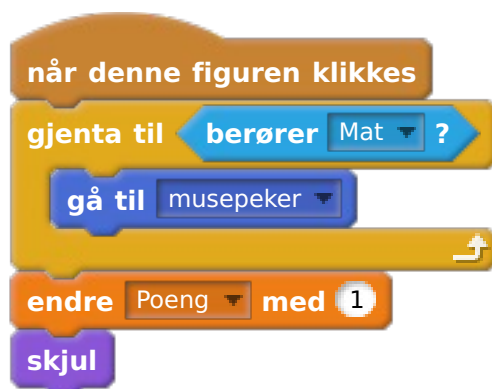 når denne figuren klikkes
gjenta til berører Mat ?
gå til musepeker
endre Poeng med 1
skjul